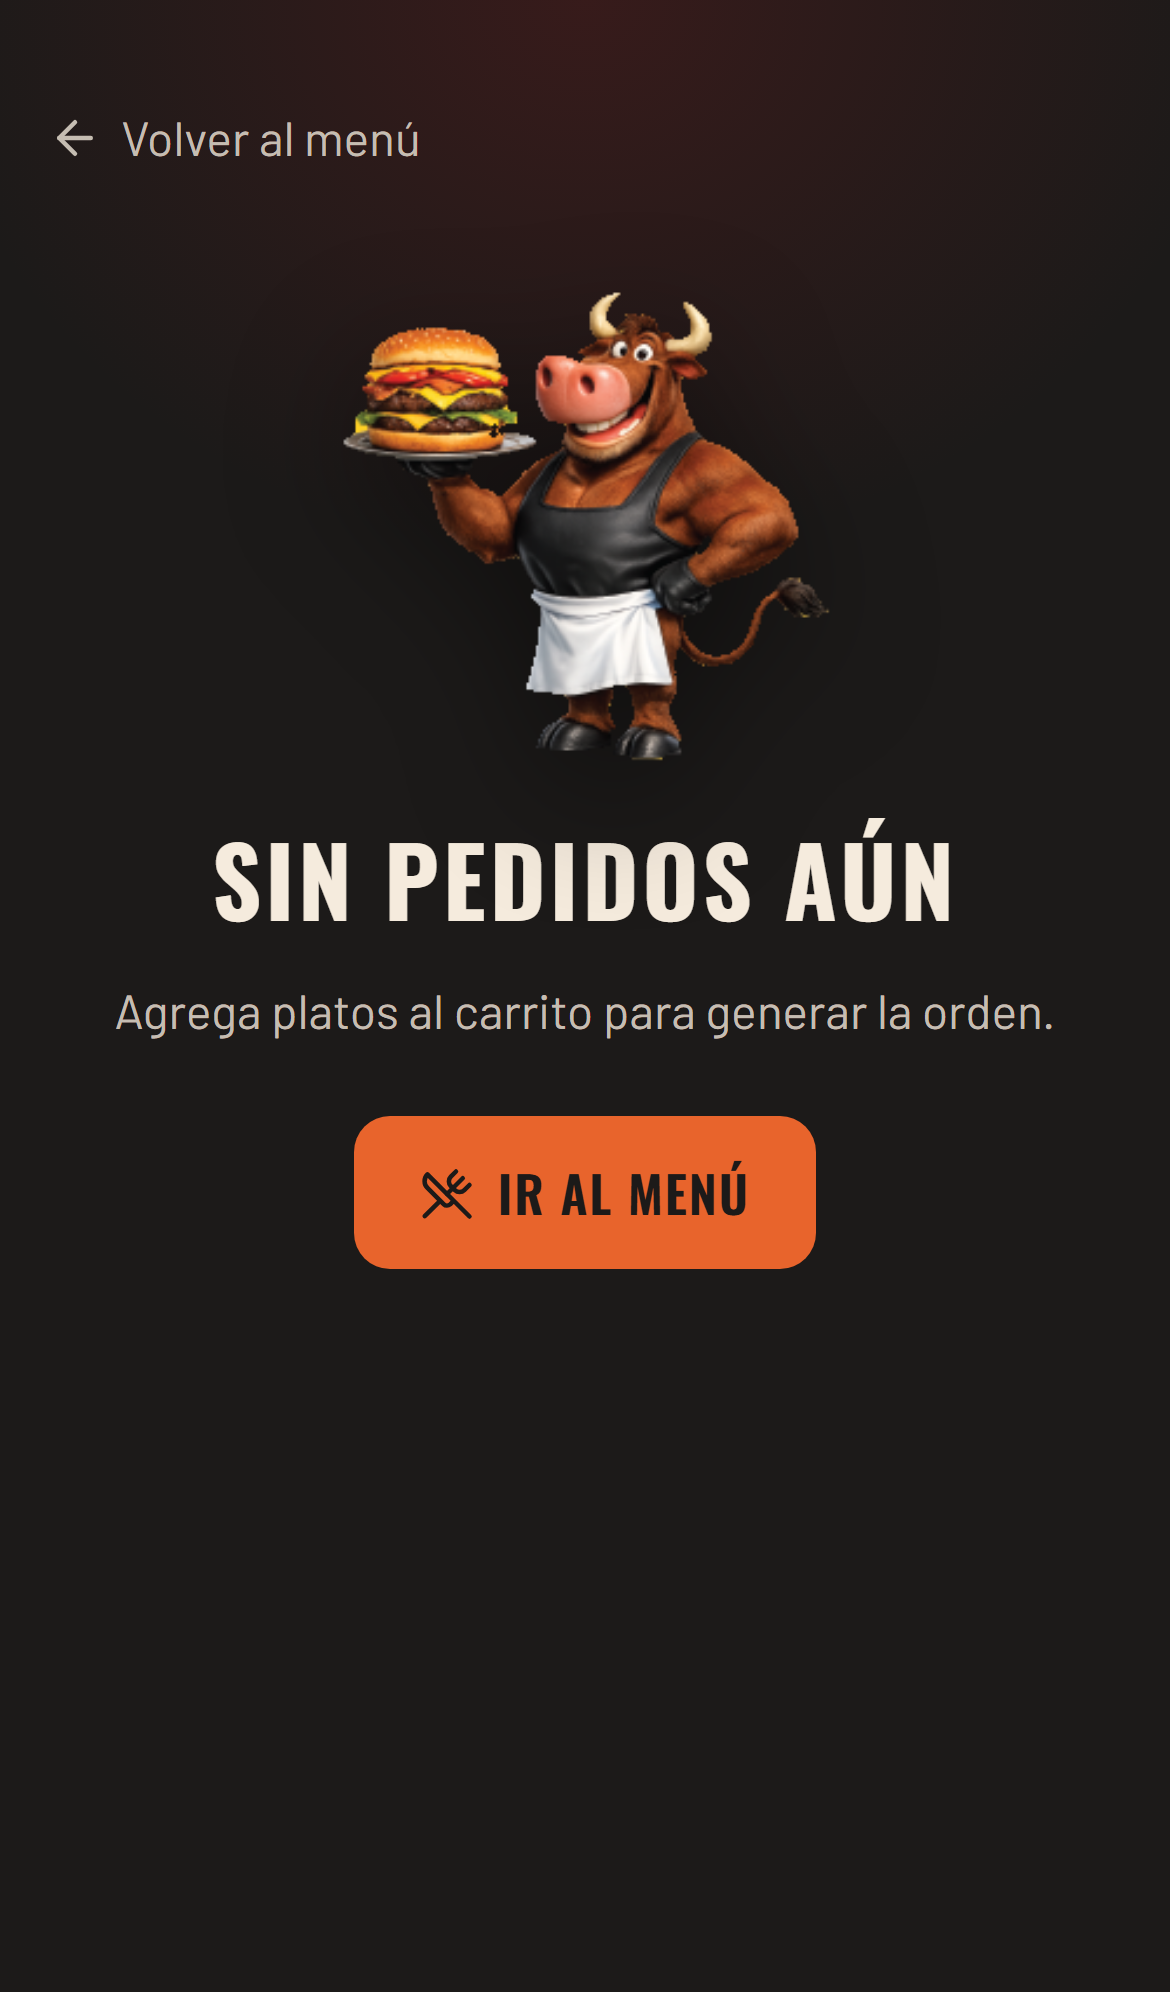 Volver al menú
SIN PEDIDOS AÚN
Agrega platos al carrito para generar la orden.
IR AL MENÚ